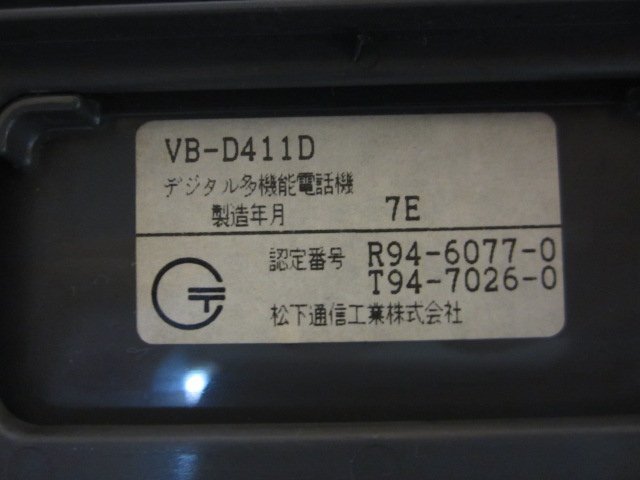 VB-D411D
デジタル多機能電話機
製造年月 7E
認定番号 R94-6077-0
T94-7026-0
松下通信工業株式会社